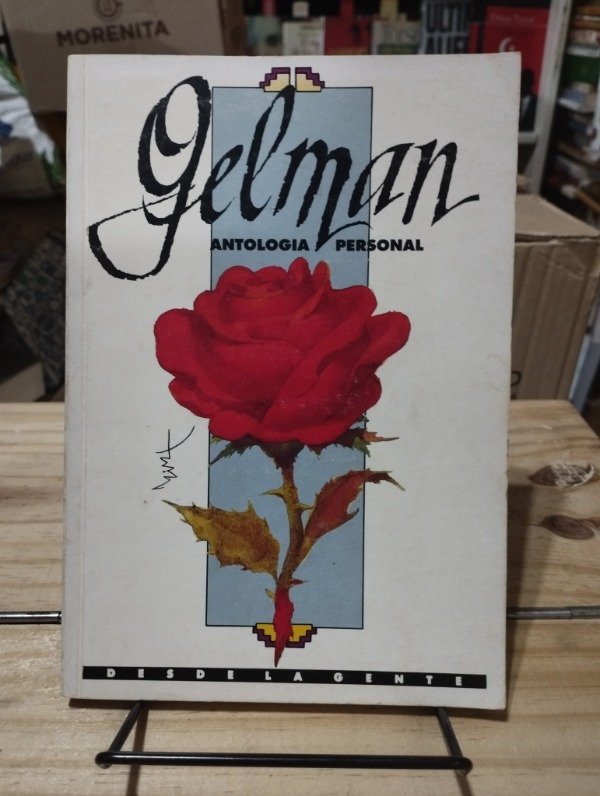 MORENITA
gelman
ANTOLOGIA PERSONAL
DESDE LA GENTE